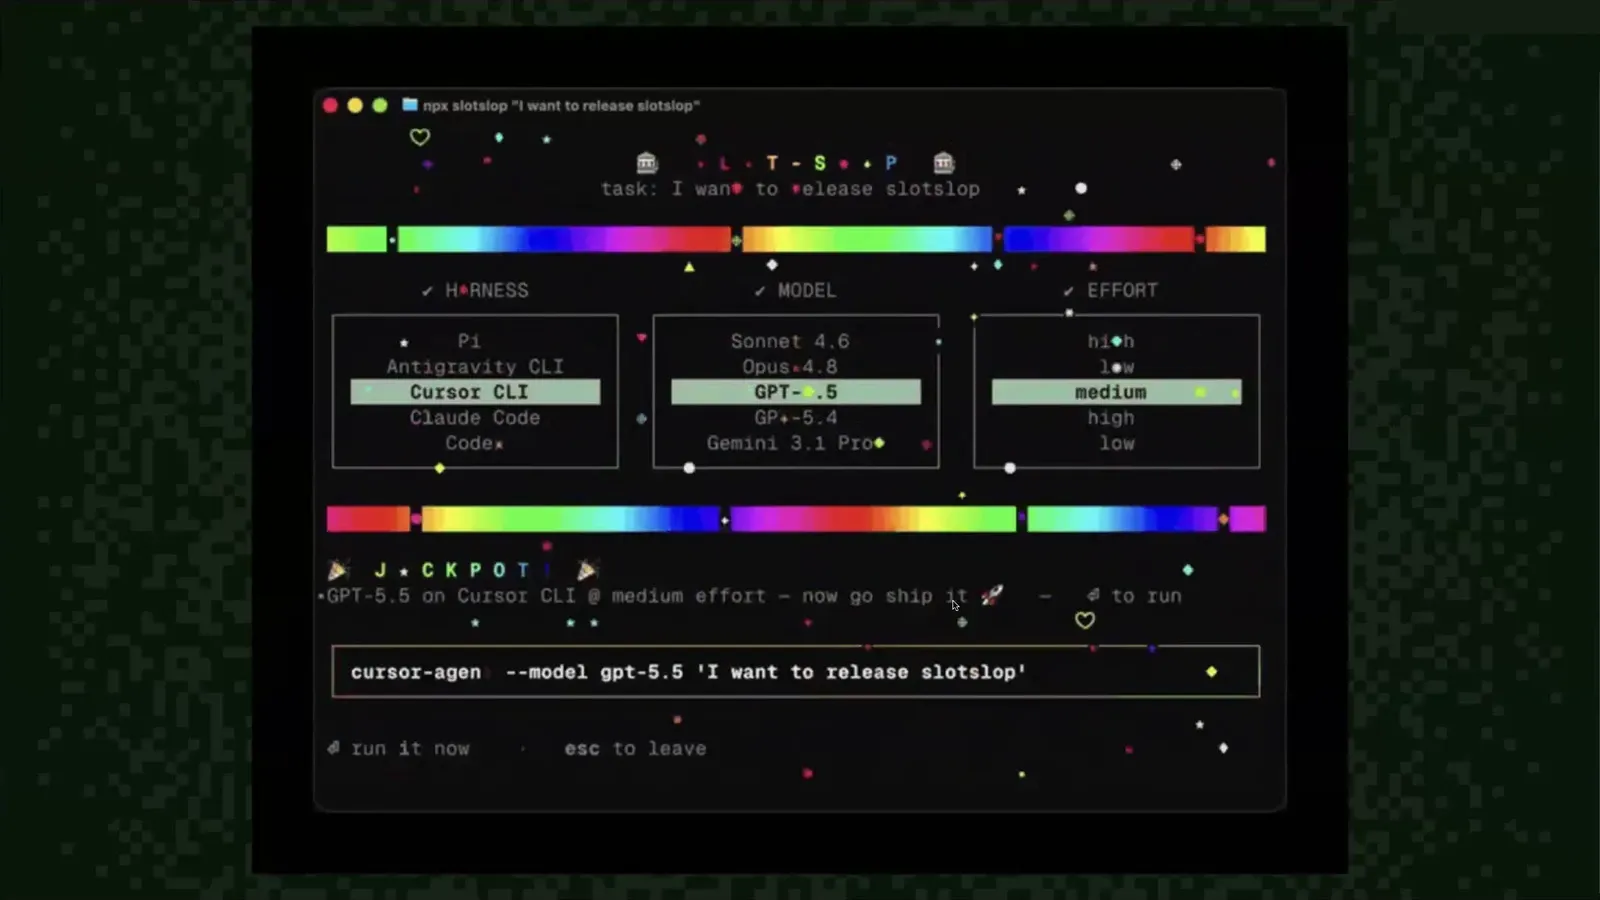 npx slotslop "I want to release slotslop"
L T - S P
task: I want to release slotslop
✓ HARNESS ✓ MODEL ✓ EFFORT
Pi Sonnet 4.6 high
Antigravity CLI Opus 4.8 low
Cursor CLI GPT-5.5 medium
Claude Code GPT-5.4 high
Codex Gemini 3.1 Pro low
J CKPOT!
GPT-5.5 on Cursor CLI @ medium effort — now go ship it 🚀 — ⏎ to run
cursor-agen --model gpt-5.5 'I want to release slotslop'
⏎ run it now · esc to leave